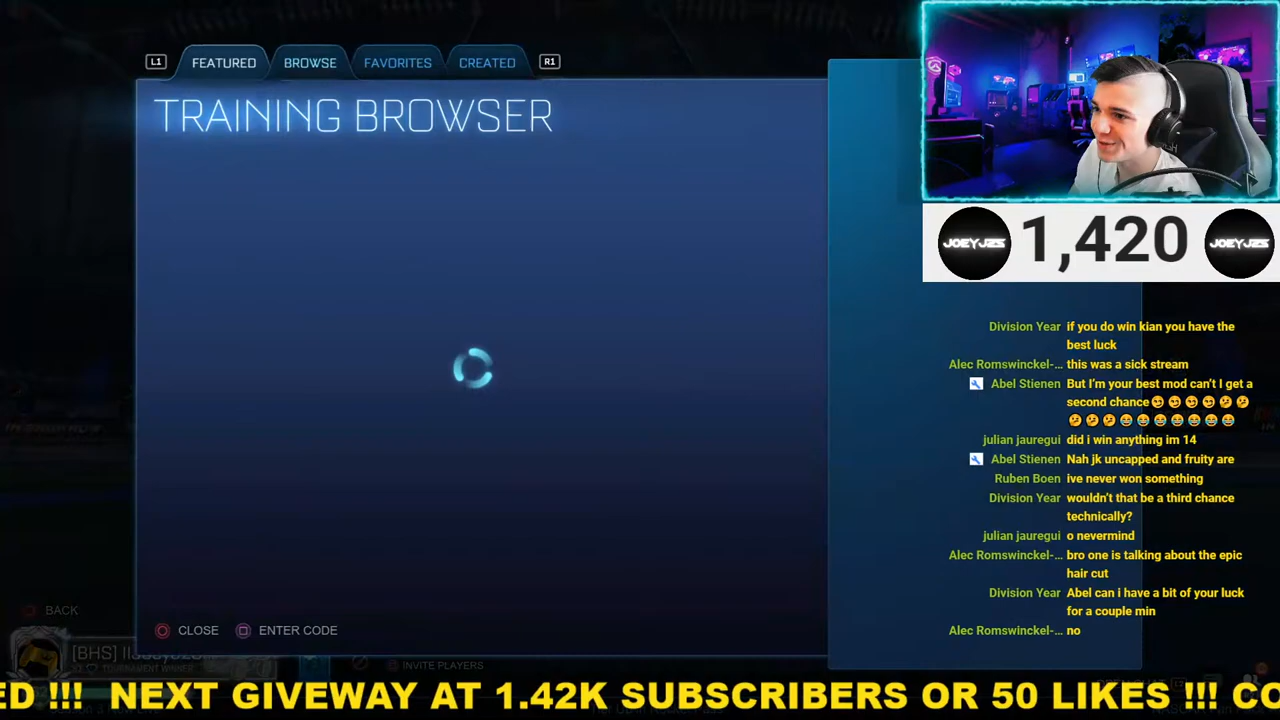 L1 FEATURED BROWSE FAVORITES CREATED R1
TRAINING BROWSER
JOEYJZS 1,420 JOEYJZS
Division Year if you do win kian you have the
best luck
Alec Romswinckel-… this was a sick stream
Abel Stienen But I'm your best mod can't I get a
second chance😏😏😏😏🤔🤔
🤔🤔🤔😂😂😂😂😂😂😂
julian jauregui did i win anything im 14
Abel Stienen Nah jk uncapped and fruity are
Ruben Boen ive never won something
Division Year wouldn't that be a third chance
technically?
julian jauregui o nevermind
Alec Romswinckel-… bro one is talking about the epic
hair cut
Division Year Abel can i have a bit of your luck
for a couple min
Alec Romswinckel-… no
BACK
CLOSE ENTER CODE
[BHS]
TOURNAMENT WINNER
INVITE PLAYERS
ED !!! NEXT GIVEWAY AT 1.42K SUBSCRIBERS OR 50 LIKES !!! CO